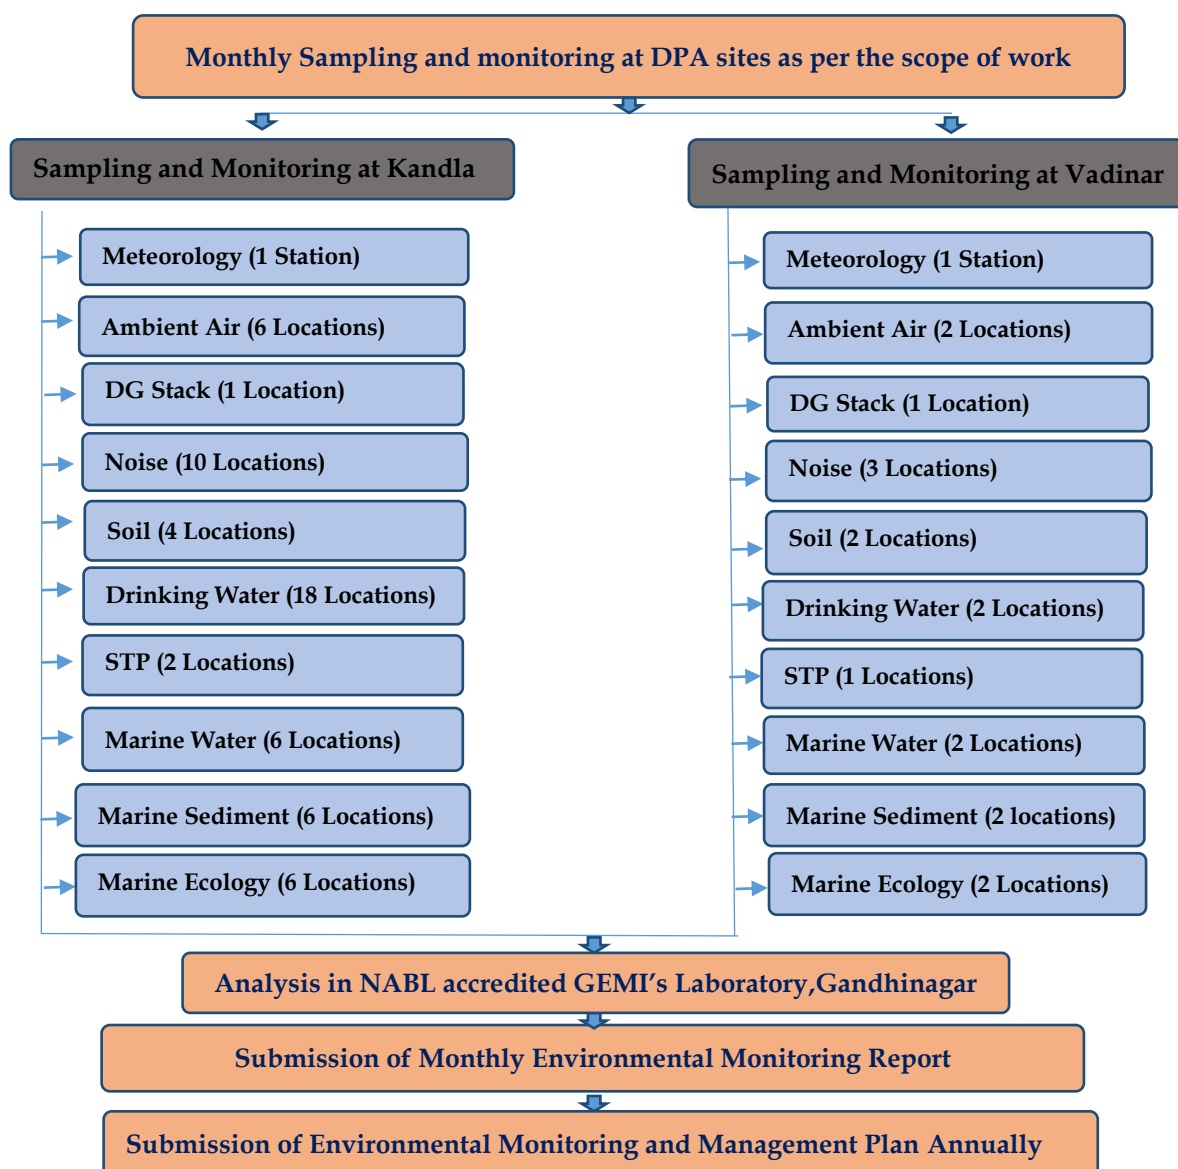 Monthly Sampling and monitoring at DPA sites as per the scope of work
Sampling and Monitoring at Kandla
Meteorology (1 Station)
Ambient Air (6 Locations)
DG Stack (1 Location)
Noise (10 Locations)
Soil (4 Locations)
Drinking Water (18 Locations)
STP (2 Locations)
Marine Water (6 Locations)
Marine Sediment (6 Locations)
Marine Ecology (6 Locations)
Sampling and Monitoring at Vadinar
Meteorology (1 Station)
Ambient Air (2 Locations)
DG Stack (1 Location)
Noise (3 Locations)
Soil (2 Locations)
Drinking Water (2 Locations)
STP (1 Locations)
Marine Water (2 Locations)
Marine Sediment (2 locations)
Marine Ecology (2 Locations)
Analysis in NABL accredited GEMI’s Laboratory,Gandhinagar
Submission of Monthly Environmental Monitoring Report
Submission of Environmental Monitoring and Management Plan Annually